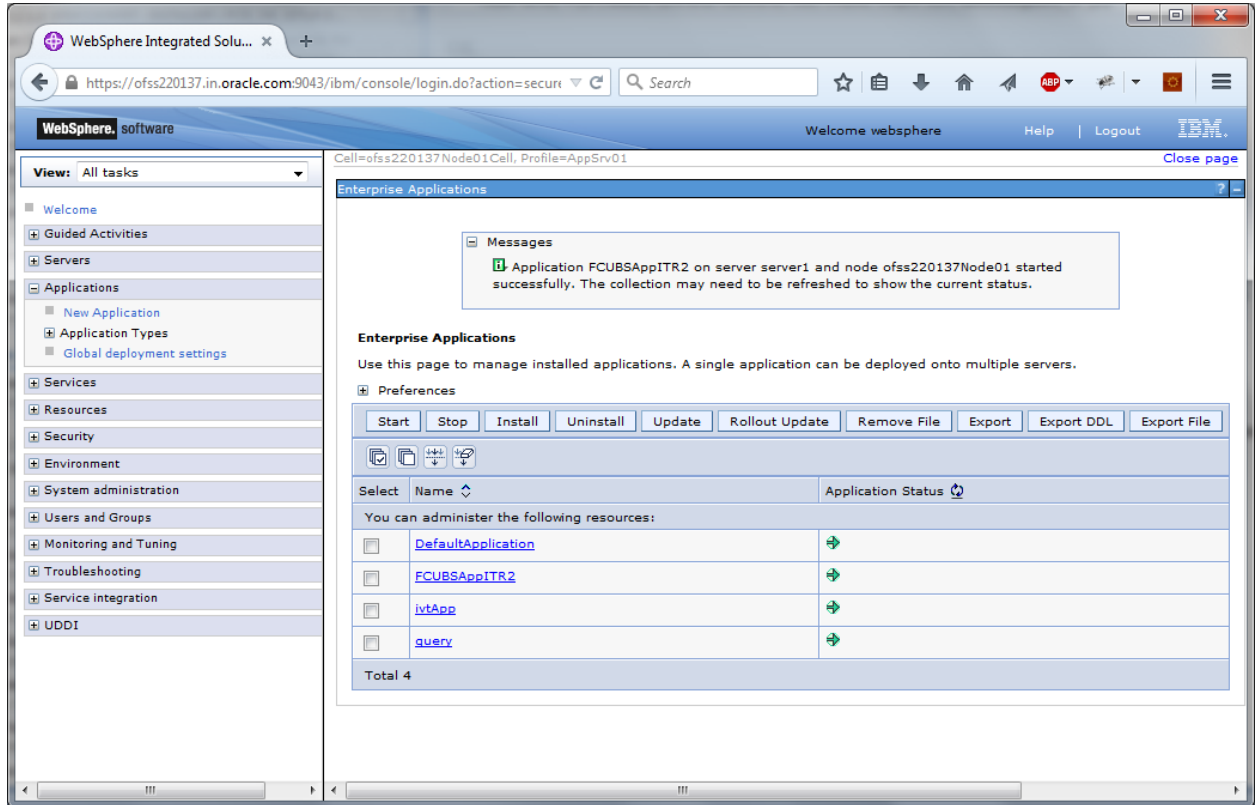 WebSphere Integrated Solu...
https://ofss220137.in.oracle.com:9043/ibm/console/login.do?action=secure
Search
ABP
WebSphere. software
Welcome websphere
Help | Logout
IBM.
View: All tasks
Welcome
Guided Activities
Servers
Applications
New Application
Application Types
Global deployment settings
Services
Resources
Security
Environment
System administration
Users and Groups
Monitoring and Tuning
Troubleshooting
Service integration
UDDI
Cell=ofss220137Node01Cell, Profile=AppSrv01
Close page
Enterprise Applications
Messages
Application FCUBSAppITR2 on server server1 and node ofss220137Node01 started
successfully. The collection may need to be refreshed to show the current status.
Enterprise Applications
Use this page to manage installed applications. A single application can be deployed onto multiple servers.
Preferences
Start Stop Install Uninstall Update Rollout Update Remove File Export Export DDL Export File
Select Name Application Status
You can administer the following resources:
DefaultApplication
FCUBSAppITR2
ivtApp
query
Total 4